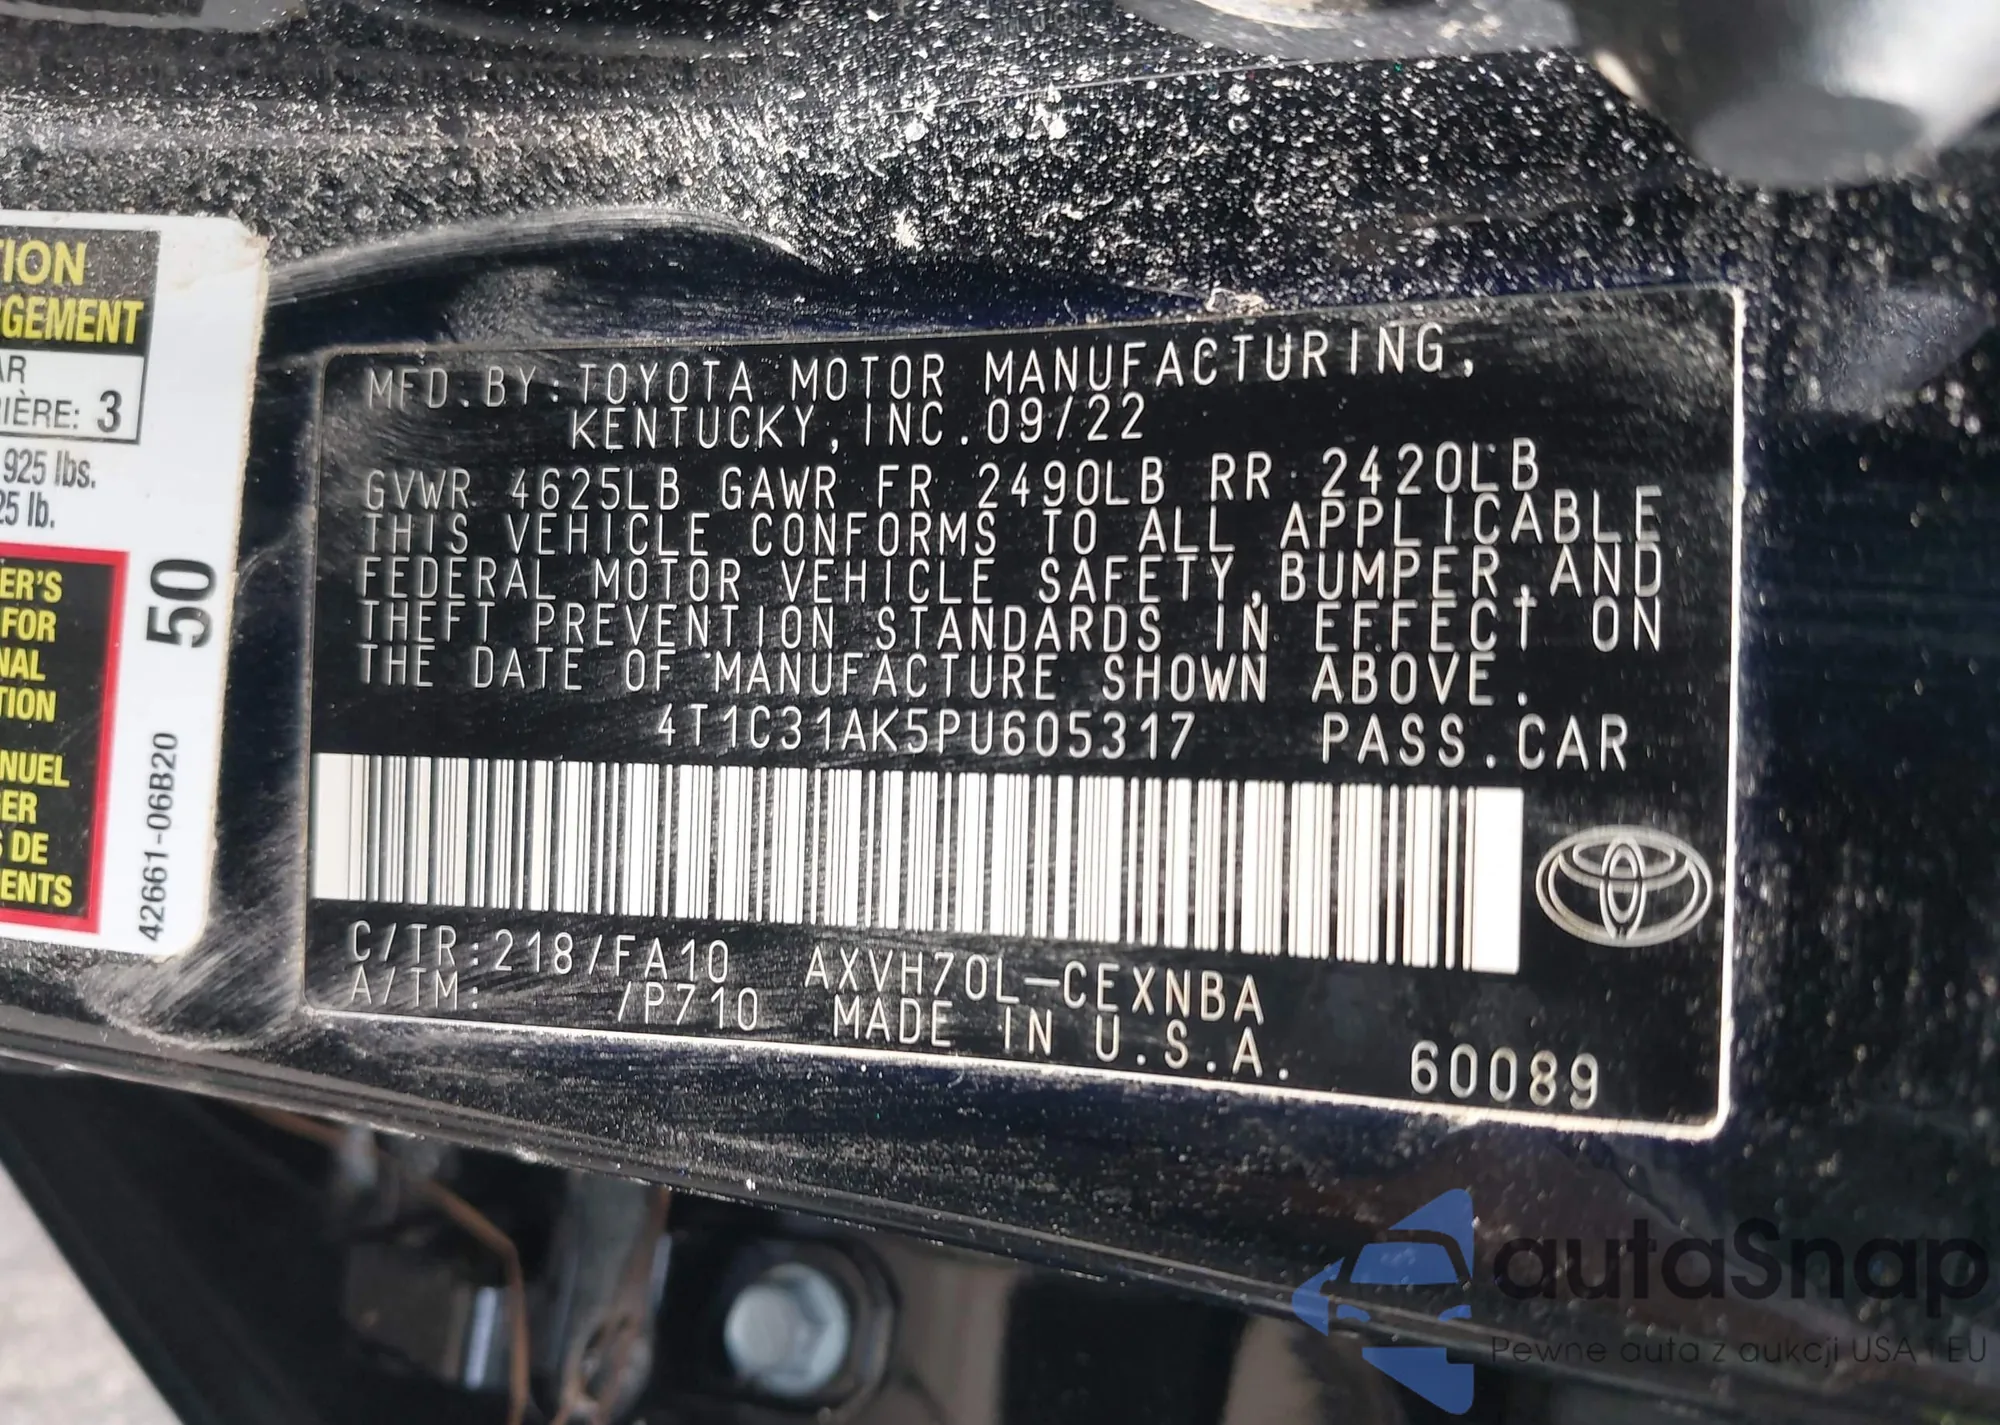 TION
RGEMENT
AR
IÈRE: 3
925 lbs.
25 lb.
ER'S
FOR
NAL
TION
NUEL
GER
S DE
ENTS
50
42661-06B20
MFD.BY:TOYOTA MOTOR MANUFACTURING,
KENTUCKY,INC.09/22
GVWR 4625LB GAWR FR 2490LB RR 2420LB
THIS VEHICLE CONFORMS TO ALL APPLICABLE
FEDERAL MOTOR VEHICLE SAFETY,BUMPER,AND
THEFT PREVENTION STANDARDS IN EFFECT ON
THE DATE OF MANUFACTURE SHOWN ABOVE.
4T1C31AK5PU605317 PASS.CAR
C/TR:218/FA10 AXVH70L-CEXNBA
A/TM: /P710 MADE IN U.S.A. 60089
autaSnap
Pewne auta z aukcji USA i EU